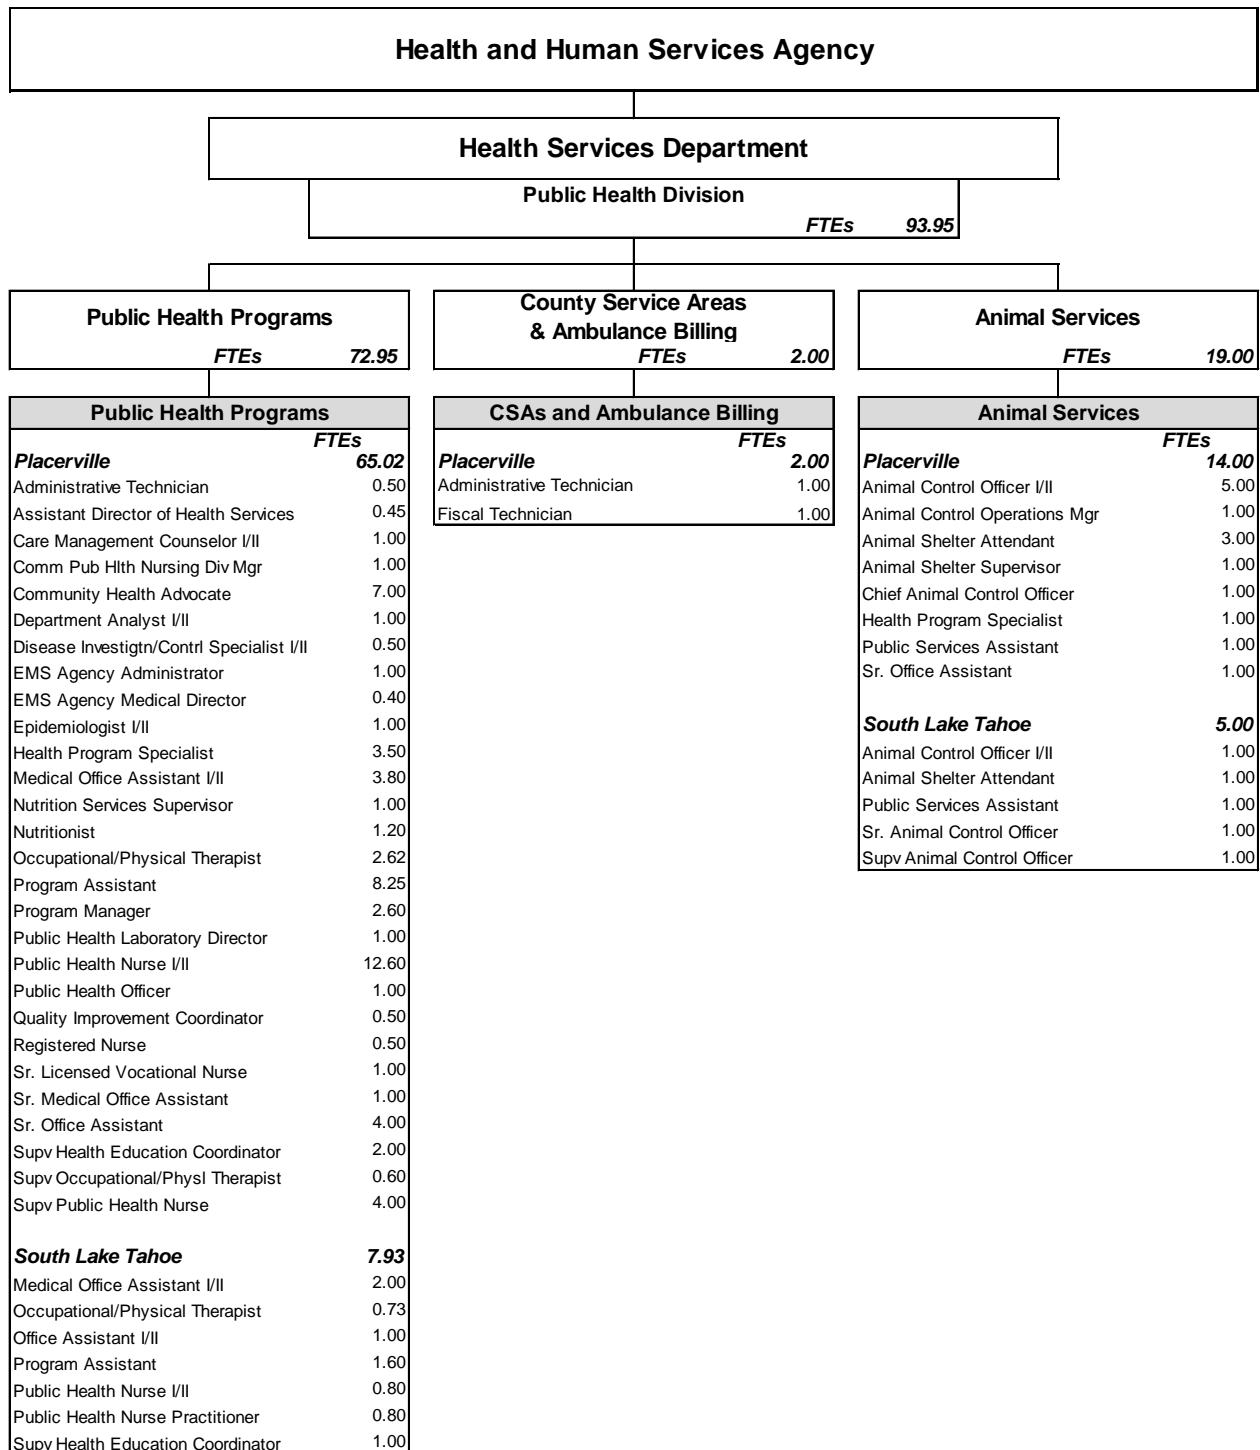 Health and Human Services Agency
Health Services Department
Public Health Division
FTEs 93.95
Public Health Programs
FTEs 72.95
County Service Areas
& Ambulance Billing
FTEs 2.00
Animal Services
FTEs 19.00
Public Health Programs
FTEs
Placerville 65.02
Administrative Technician 0.50
Assistant Director of Health Services 0.45
Care Management Counselor I/II 1.00
Comm Pub Hlth Nursing Div Mgr 1.00
Community Health Advocate 7.00
Department Analyst I/II 1.00
Disease Investigtn/Contrl Specialist I/II 0.50
EMS Agency Administrator 1.00
EMS Agency Medical Director 0.40
Epidemiologist I/II 1.00
Health Program Specialist 3.50
Medical Office Assistant I/II 3.80
Nutrition Services Supervisor 1.00
Nutritionist 1.20
Occupational/Physical Therapist 2.62
Program Assistant 8.25
Program Manager 2.60
Public Health Laboratory Director 1.00
Public Health Nurse I/II 12.60
Public Health Officer 1.00
Quality Improvement Coordinator 0.50
Registered Nurse 0.50
Sr. Licensed Vocational Nurse 1.00
Sr. Medical Office Assistant 1.00
Sr. Office Assistant 4.00
Supv Health Education Coordinator 2.00
Supv Occupational/Physl Therapist 0.60
Supv Public Health Nurse 4.00
South Lake Tahoe 7.93
Medical Office Assistant I/II 2.00
Occupational/Physical Therapist 0.73
Office Assistant I/II 1.00
Program Assistant 1.60
Public Health Nurse I/II 0.80
Public Health Nurse Practitioner 0.80
Supv Health Education Coordinator 1.00
CSAs and Ambulance Billing
FTEs
Placerville 2.00
Administrative Technician 1.00
Fiscal Technician 1.00
Animal Services
FTEs
Placerville 14.00
Animal Control Officer I/II 5.00
Animal Control Operations Mgr 1.00
Animal Shelter Attendant 3.00
Animal Shelter Supervisor 1.00
Chief Animal Control Officer 1.00
Health Program Specialist 1.00
Public Services Assistant 1.00
Sr. Office Assistant 1.00
South Lake Tahoe 5.00
Animal Control Officer I/II 1.00
Animal Shelter Attendant 1.00
Public Services Assistant 1.00
Sr. Animal Control Officer 1.00
Supv Animal Control Officer 1.00